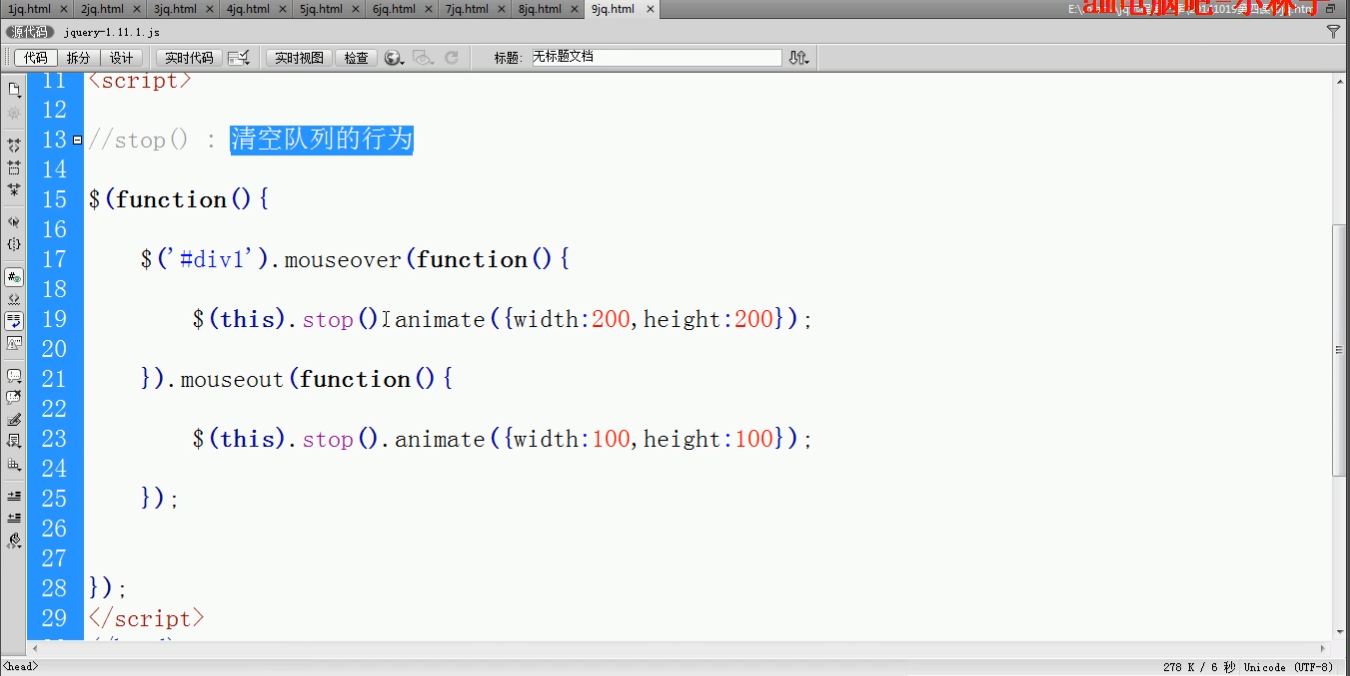 1jq.html × 2jq.html × 3jq.html × 4jq.html × 5jq.html × 6jq.html × 7jq.html × 8jq.html × 9jq.html ×
源代码 jquery-1.11.1.js
代码 拆分 设计 实时代码 实时视图 检查 标题: 无标题文档
11 <script>
12
13 //stop() : 清空队列的行为
14
15 $(function(){
16
17 $('#div1').mouseover(function(){
18
19 $(this).stop().animate({width:200,height:200});
20
21 }).mouseout(function(){
22
23 $(this).stop().animate({width:100,height:100});
24
25 });
26
27
28 });
29 </script>
<head>
278 K / 6 秒 Unicode (UTF-8)